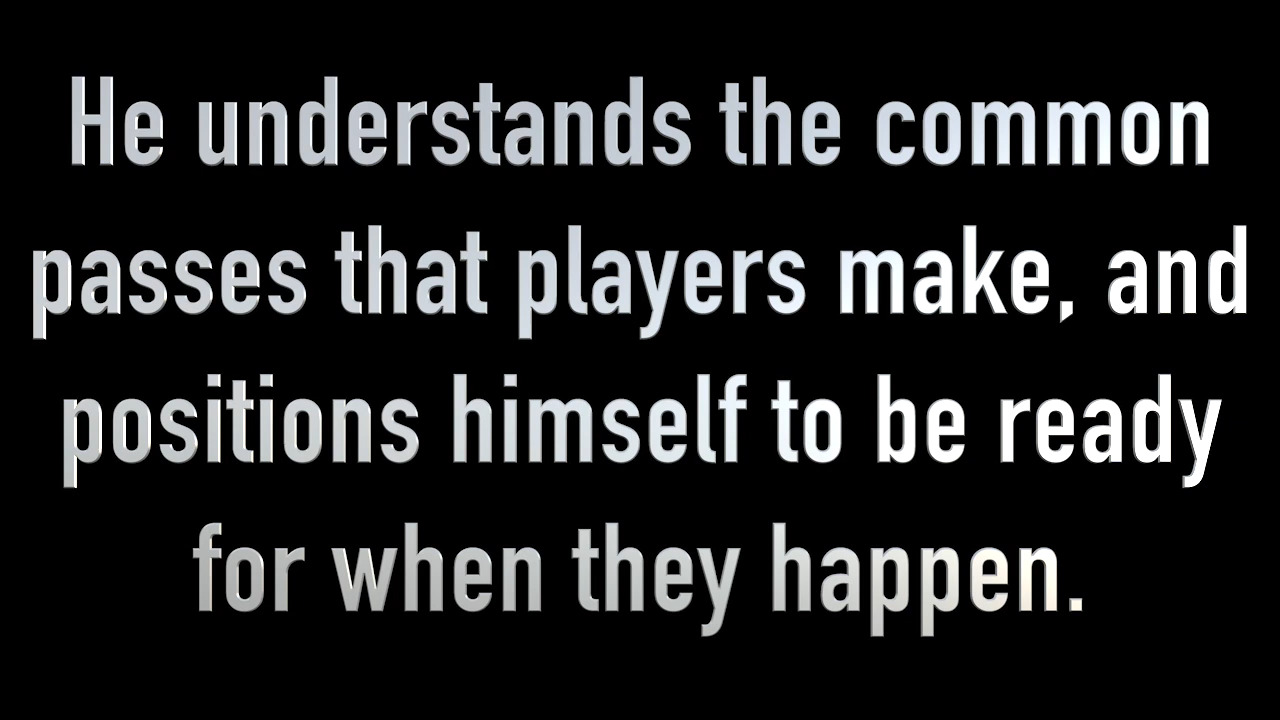 He understands the common
passes that players make, and
positions himself to be ready
for when they happen.